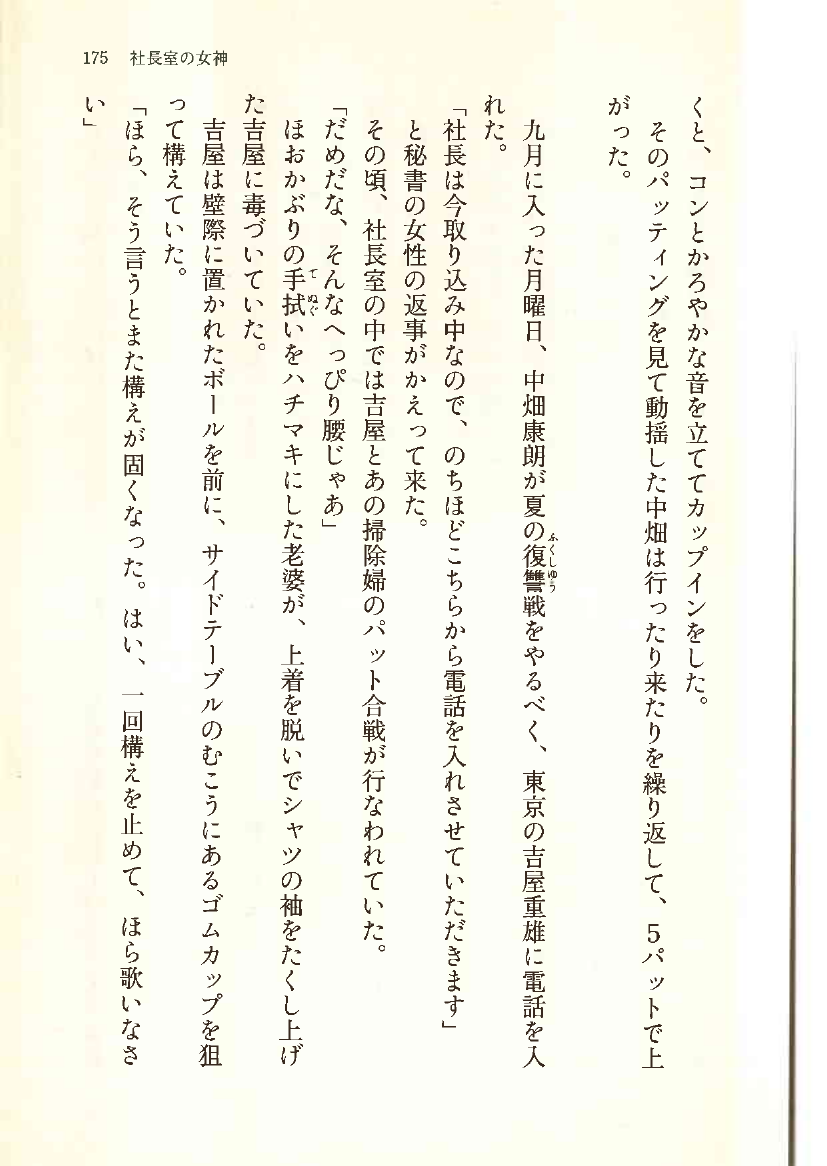 175　社長室の女神
くと、コンとかろやかな音を立ててカップインをした。
　そのパッティングを見て動揺した中畑は行ったり来たりを繰り返して、5パットで上
がった。
　九月に入った月曜日、中畑康朗が夏の復讐戦をやるべく、東京の吉屋重雄に電話を入
れた。
「社長は今取り込み中なので、のちほどこちらから電話を入れさせていただきます」
　と秘書の女性の返事がかえって来た。
　その頃、社長室の中では吉屋とあの掃除婦のパット合戦が行なわれていた。
「だめだな、そんなへっぴり腰じゃあ」
　ほおかぶりの手拭いをハチマキにした老婆が、上着を脱いでシャツの袖をたくし上げ
た吉屋に毒づいていた。
　吉屋は壁際に置かれたボールを前に、サイドテーブルのむこうにあるゴムカップを狙
って構えていた。
「ほら、そう言うとまた構えが固くなった。はい、一回構えを止めて、ほら歌いなさ
い」
ふくしゅう
て
ぬぐ